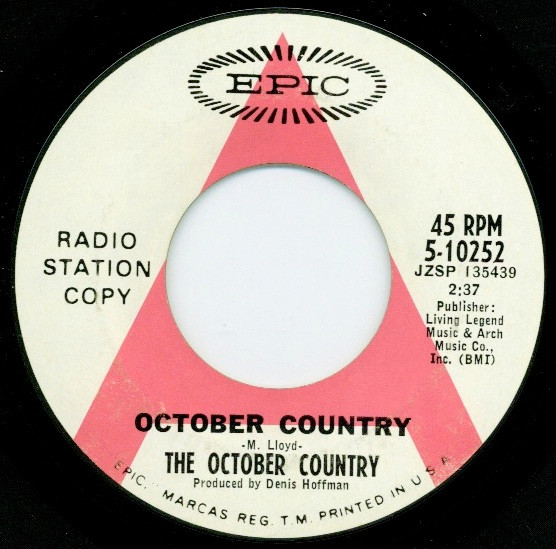 EPIC
RADIO
STATION
COPY
45 RPM
5-10252
JZSP 135439
2:37
Publisher:
Living Legend
Music & Arch
Music Co.,
Inc. (BMI)
OCTOBER COUNTRY
-M. Lloyd-
THE OCTOBER COUNTRY
Produced by Denis Hoffman
EPIC, MARCAS REG. T.M. PRINTED IN U.S.A.